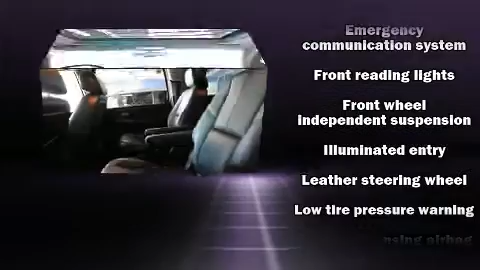 Emergency
communication system
Front reading lights
Front wheel
independent suspension
Illuminated entry
Leather steering wheel
Low tire pressure warning
airbag